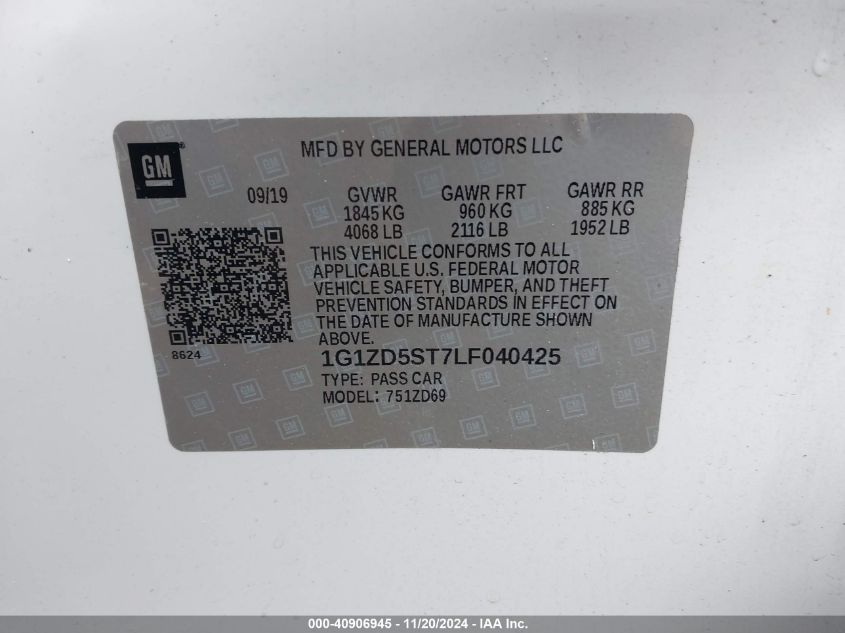 GM
MFD BY GENERAL MOTORS LLC
09/19 GVWR GAWR FRT GAWR RR
1845 KG 960 KG 885 KG
4068 LB 2116 LB 1952 LB
THIS VEHICLE CONFORMS TO ALL
APPLICABLE U.S. FEDERAL MOTOR
VEHICLE SAFETY, BUMPER, AND THEFT
PREVENTION STANDARDS IN EFFECT ON
THE DATE OF MANUFACTURE SHOWN
ABOVE.
8624
1G1ZD5ST7LF040425
TYPE: PASS CAR
MODEL: 751ZD69
000-40906945 - 11/20/2024 - IAA Inc.